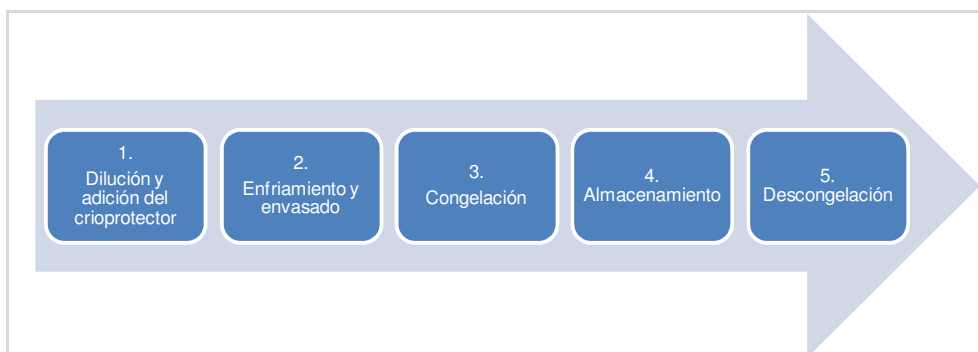 1.
Dilución y
adición del
crioprotector
2.
Enfriamiento y
envasado
3.
Congelación
4.
Almacenamiento
5.
Descongelación